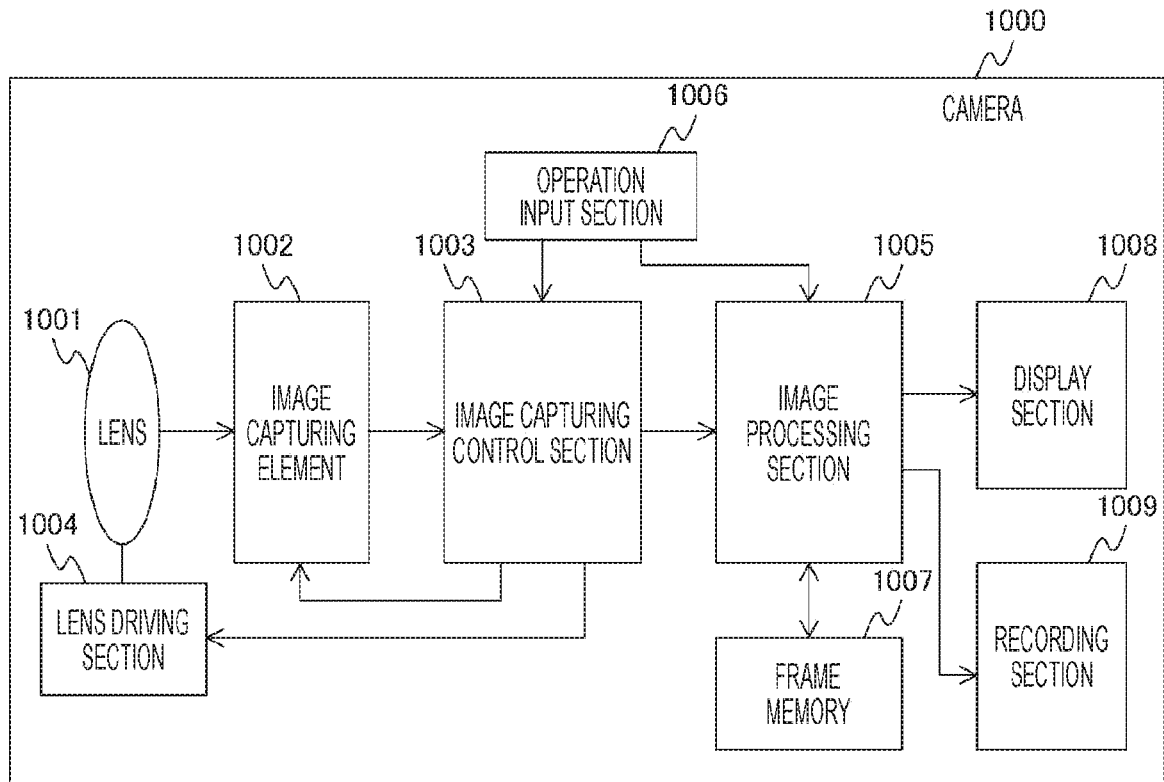 1000
CAMERA
1006
OPERATION
INPUT SECTION
1002
1003
1005
1008
1001
LENS
IMAGE
CAPTURING
ELEMENT
IMAGE CAPTURING
CONTROL SECTION
IMAGE
PROCESSING
SECTION
DISPLAY
SECTION
1004
LENS DRIVING
SECTION
1007
FRAME
MEMORY
1009
RECORDING
SECTION